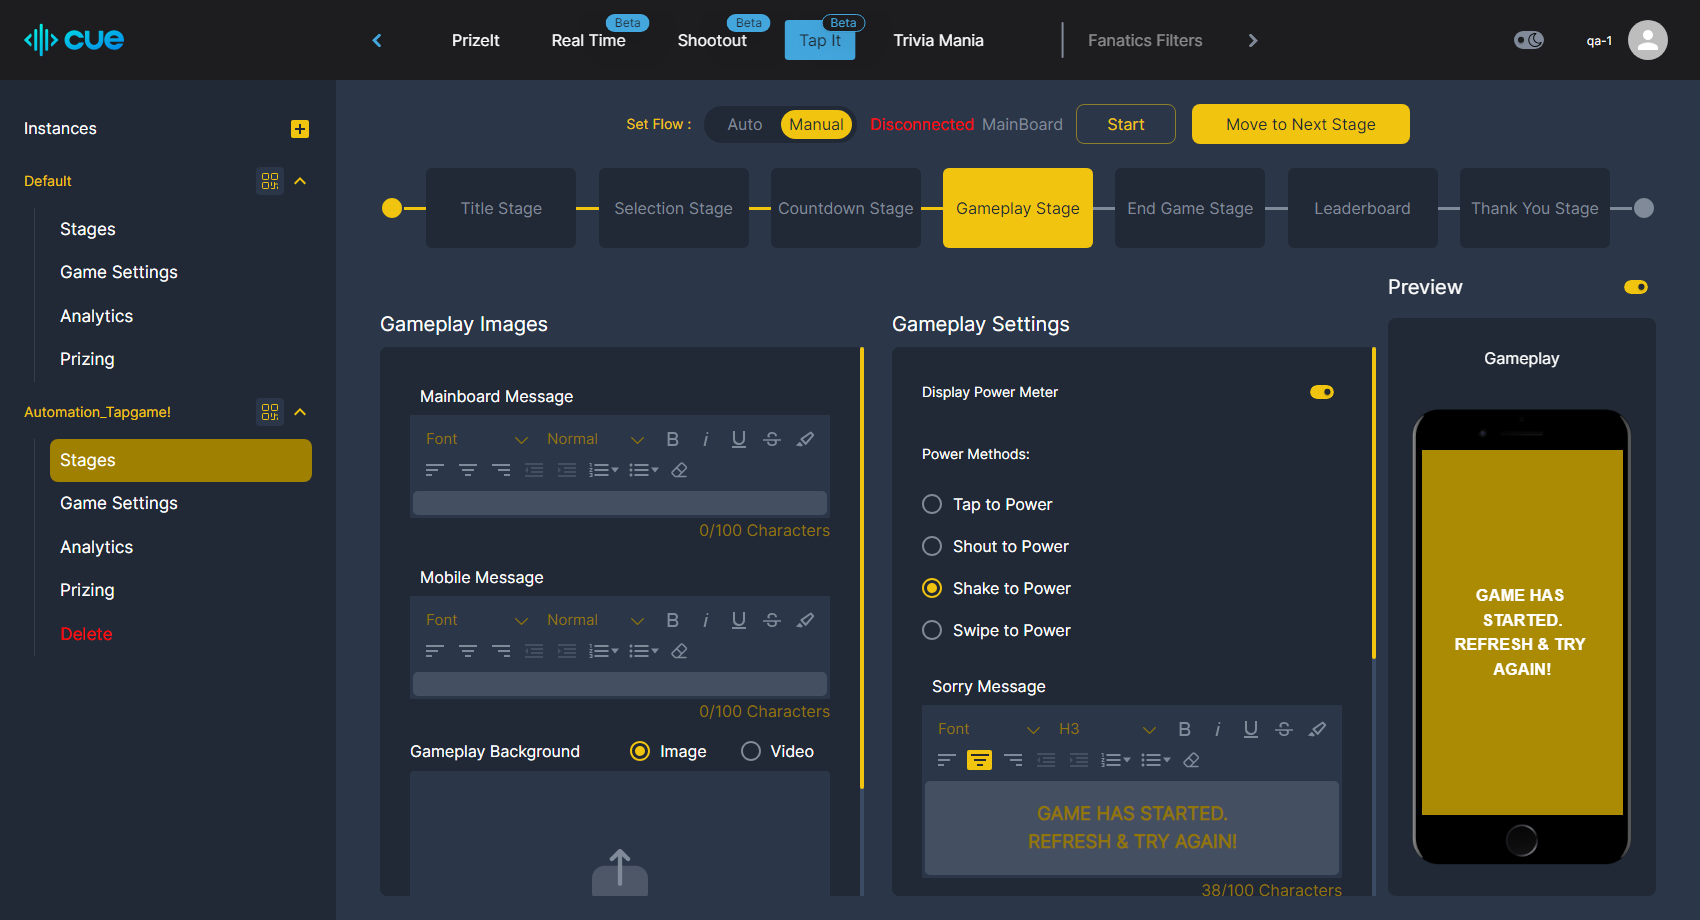 cue
PrizeIt
Real Time
Beta
Shootout
Beta
Tap It
Beta
Trivia Mania
Fanatics Filters
qa-1
Instances
Default
Stages
Game Settings
Analytics
Prizing
Automation_Tapgame!
Stages
Game Settings
Analytics
Prizing
Delete
Set Flow :
Auto
Manual
Disconnected
MainBoard
Start
Move to Next Stage
Title Stage
Selection Stage
Countdown Stage
Gameplay Stage
End Game Stage
Leaderboard
Thank You Stage
Gameplay Images
Mainboard Message
Font
Normal
B
i
U
S
0/100 Characters
Mobile Message
Font
Normal
B
i
U
S
0/100 Characters
Gameplay Background
Image
Video
Gameplay Settings
Display Power Meter
Power Methods:
Tap to Power
Shout to Power
Shake to Power
Swipe to Power
Sorry Message
Font
H3
B
i
U
S
GAME HAS STARTED.
REFRESH & TRY AGAIN!
38/100 Characters
Preview
Gameplay
GAME HAS
STARTED.
REFRESH & TRY
AGAIN!